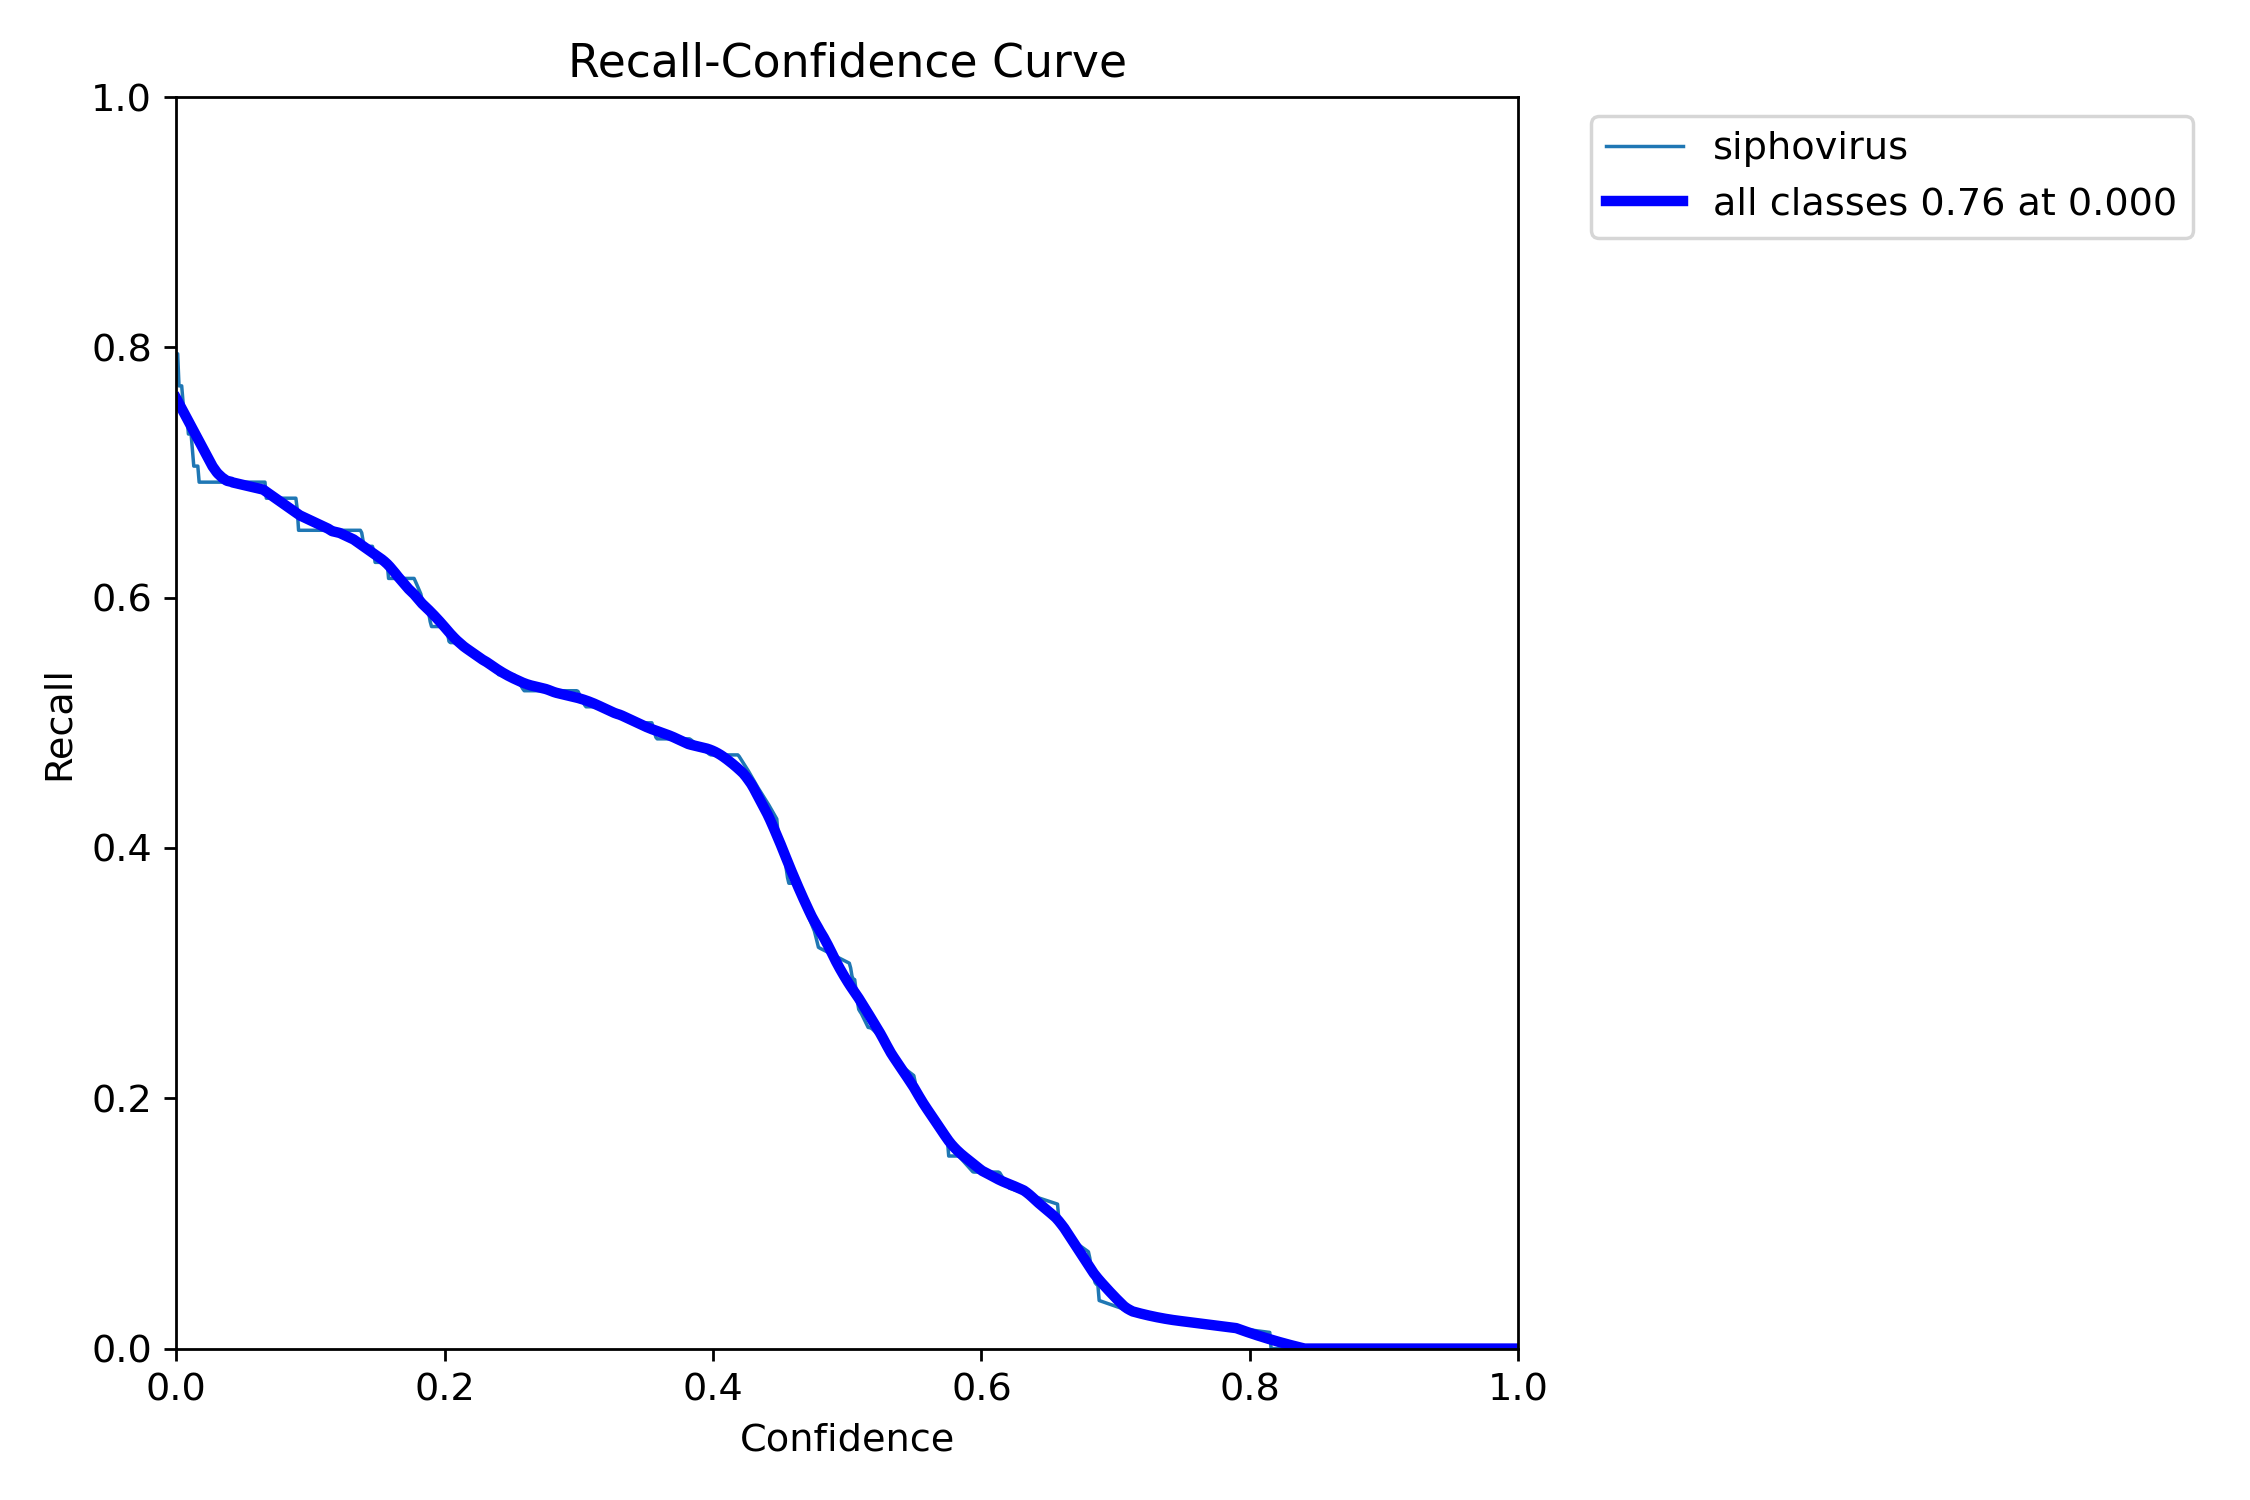 Recall-Confidence Curve
siphovirus
all classes 0.76 at 0.000
Recall
1.0
0.8
0.6
0.4
0.2
0.0
0.0 0.2 0.4 0.6 0.8 1.0
Confidence